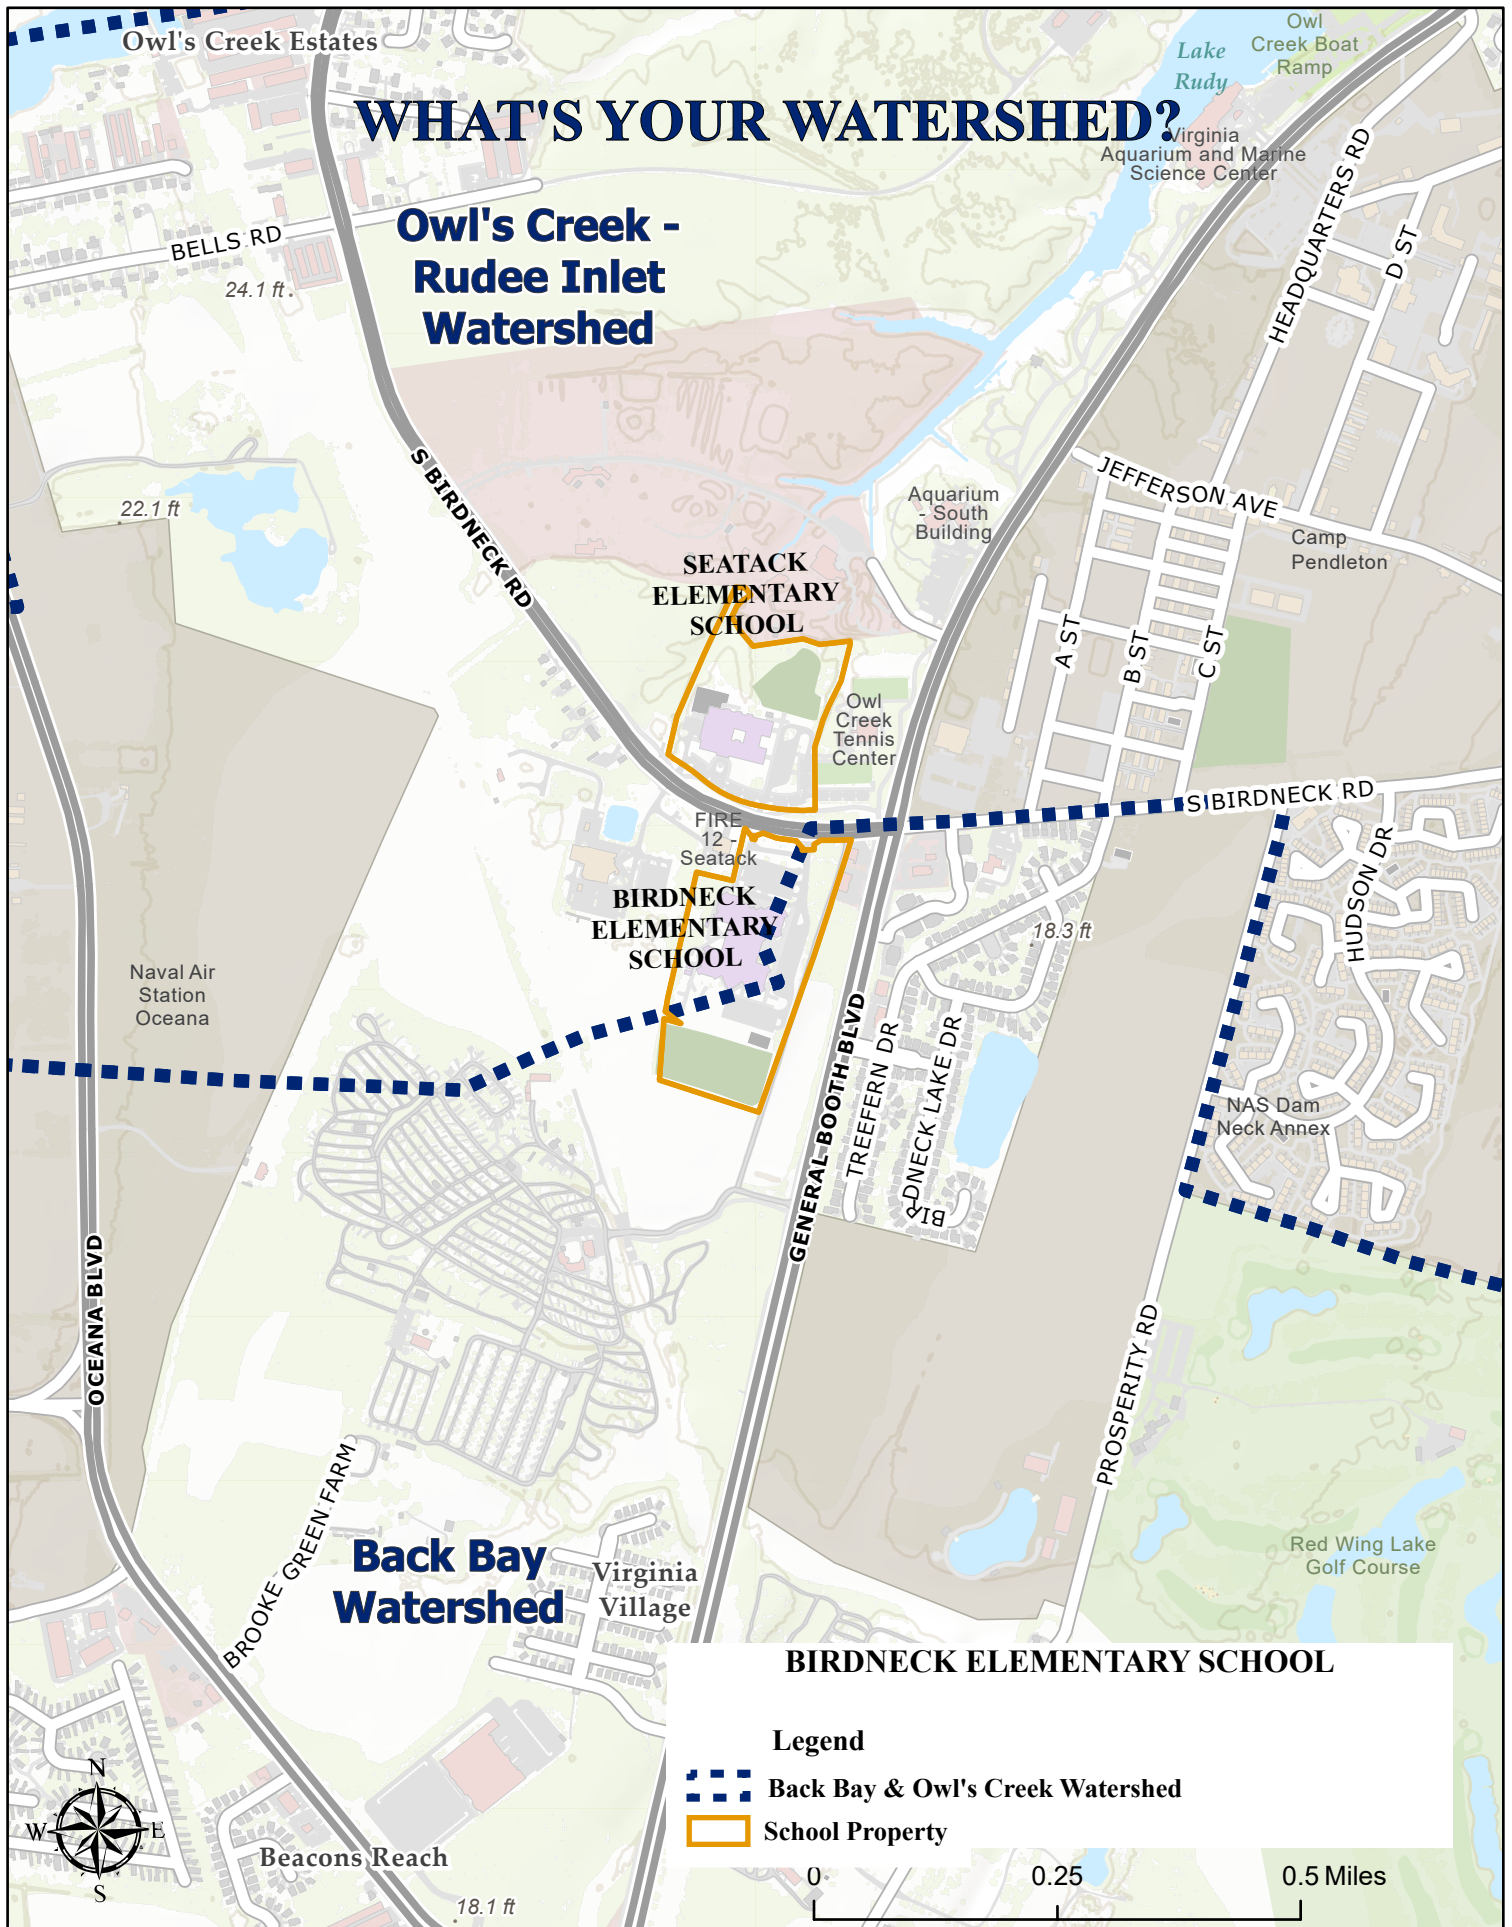 Owl's Creek Estates
Lake
Rudy
Owl
Creek Boat
Ramp
WHAT'S YOUR WATERSHED?
Virginia
Aquarium and Marine
Science Center
HEADQUARTERS RD
D ST
BELLS RD
24.1 ft
Owl's Creek -
Rudee Inlet
Watershed
S BIRDNECK RD
22.1 ft
Aquarium
- South
Building
JEFFERSON AVE
Camp
Pendleton
SEATACK
ELEMENTARY
SCHOOL
A ST
B ST
C ST
Owl
Creek
Tennis
Center
S BIRDNECK RD
FIRE
12 -
Seatack
HUDSON DR
BIRDNECK
ELEMENTARY
SCHOOL
18.3 ft
Naval Air
Station
Oceana
GENERAL BOOTH BLVD
TREEFERN DR
BIRDNECK LAKE DR
NAS Dam
Neck Annex
OCEANA BLVD
PROSPERITY RD
BROOKE GREEN FARM
Back Bay
Watershed
Virginia
Village
Red Wing Lake
Golf Course
BIRDNECK ELEMENTARY SCHOOL
Legend
Back Bay & Owl's Creek Watershed
School Property
N
W
E
S
Beacons Reach
18.1 ft
0
0.25
0.5 Miles